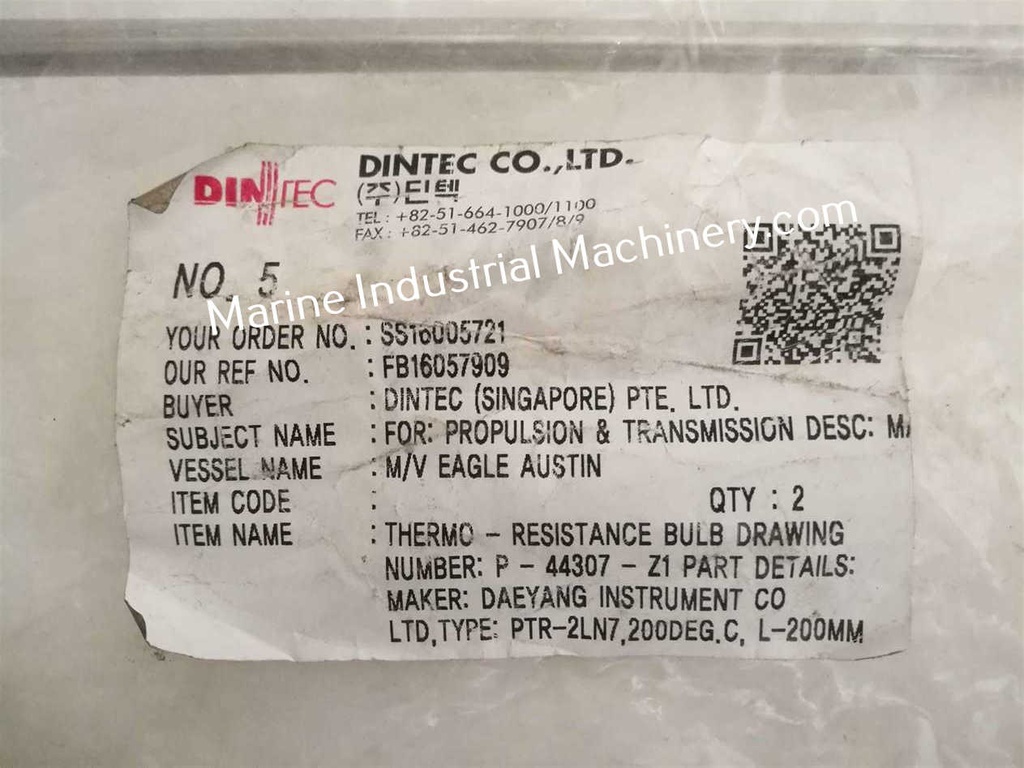 DINTEC
DINTEC CO.,LTD.
(주)딘텍
TEL : +82-51-664-1000/1100
FAX : +82-51-462-7907/8/9
Marine Industrial Machinery.com
NO. 5
YOUR ORDER NO. : SS16005721
OUR REF NO. : FB16057909
BUYER : DINTEC (SINGAPORE) PTE. LTD.
SUBJECT NAME : FOR: PROPULSION & TRANSMISSION DESC:
VESSEL NAME : M/V EAGLE AUSTIN
ITEM CODE : QTY : 2
ITEM NAME : THERMO - RESISTANCE BULB DRAWING
NUMBER: P - 44307 - Z1 PART DETAILS:
MAKER: DAEYANG INSTRUMENT CO
LTD,TYPE: PTR-2LN7,200DEG.C, L-200MM